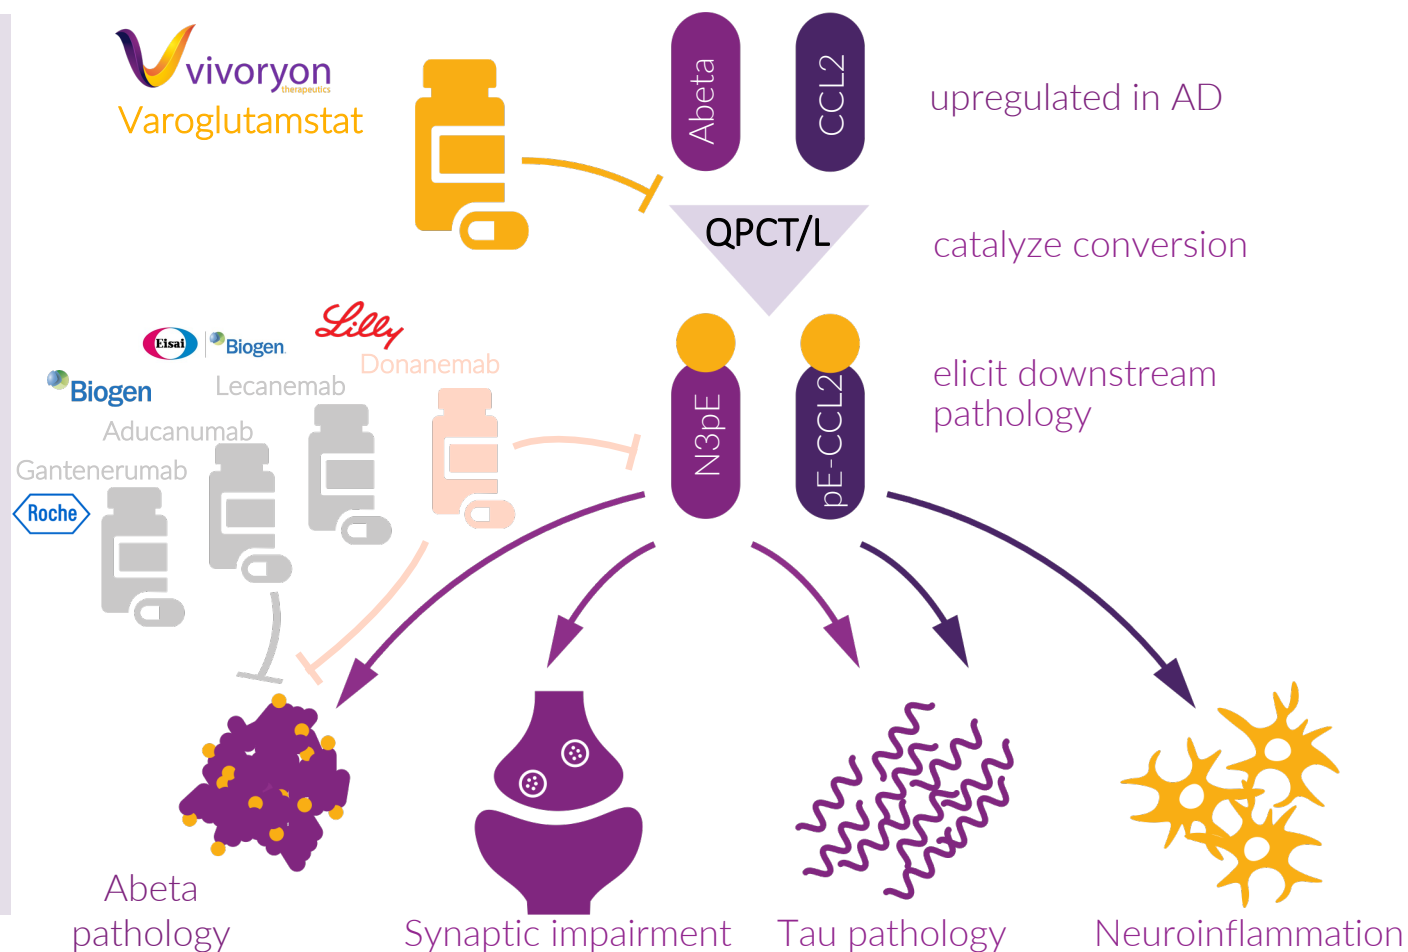 vivoryon
therapeutics
Varoglutamstat
Abeta
CCL2
upregulated in AD
QPCT/L
catalyze conversion
Lilly
Eisai
Biogen
Donanemab
Lecanemab
Biogen
Aducanumab
Gantenerumab
Roche
N3pE
pE-CCL2
elicit downstream
pathology
Abeta
pathology
Synaptic impairment
Tau pathology
Neuroinflammation